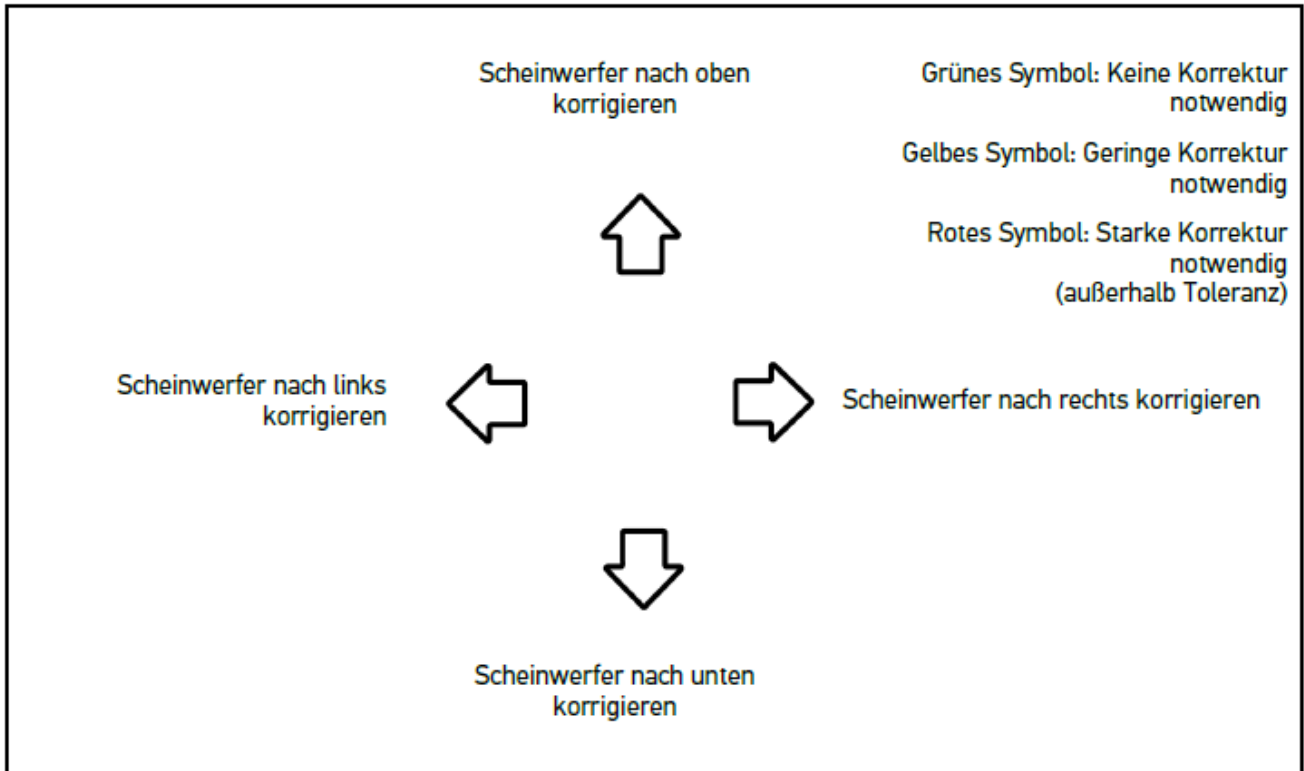 Scheinwerfer nach oben
korrigieren
Grünes Symbol: Keine Korrektur
notwendig
Gelbes Symbol: Geringe Korrektur
notwendig
Rotes Symbol: Starke Korrektur
notwendig
(außerhalb Toleranz)
Scheinwerfer nach links
korrigieren
Scheinwerfer nach rechts korrigieren
Scheinwerfer nach unten
korrigieren